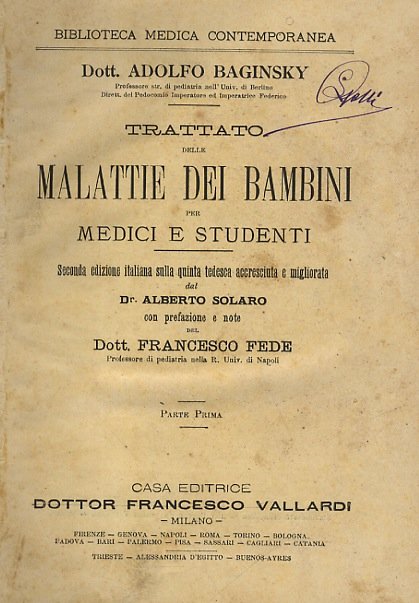 BIBLIOTECA MEDICA CONTEMPORANEA
Dott. ADOLFO BAGINSKY
Professore str. di pediatria nell' Univ. di Berlino
Dirett. del Pedocomio Imperatore ed Imperatrice Federico
TRATTATO
DELLE
MALATTIE DEI BAMBINI
PER
MEDICI E STUDENTI
Seconda edizione italiana sulla quinta tedesca accresciuta e migliorata
dal
Dr. ALBERTO SOLARO
con prefazione e note
DEL
Dott. FRANCESCO FEDE
Professore di pediatria nella R. Univ. di Napoli
PARTE PRIMA
CASA EDITRICE
DOTTOR FRANCESCO VALLARDI
— MILANO —
FIRENZE — GENOVA — NAPOLI — ROMA — TORINO — BOLOGNA
PADOVA — BARI — PALERMO — PISA — SASSARI — CAGLIARI — CATANIA
TRIESTE — ALESSANDRIA D'EGITTO — BUENOS-AYRES